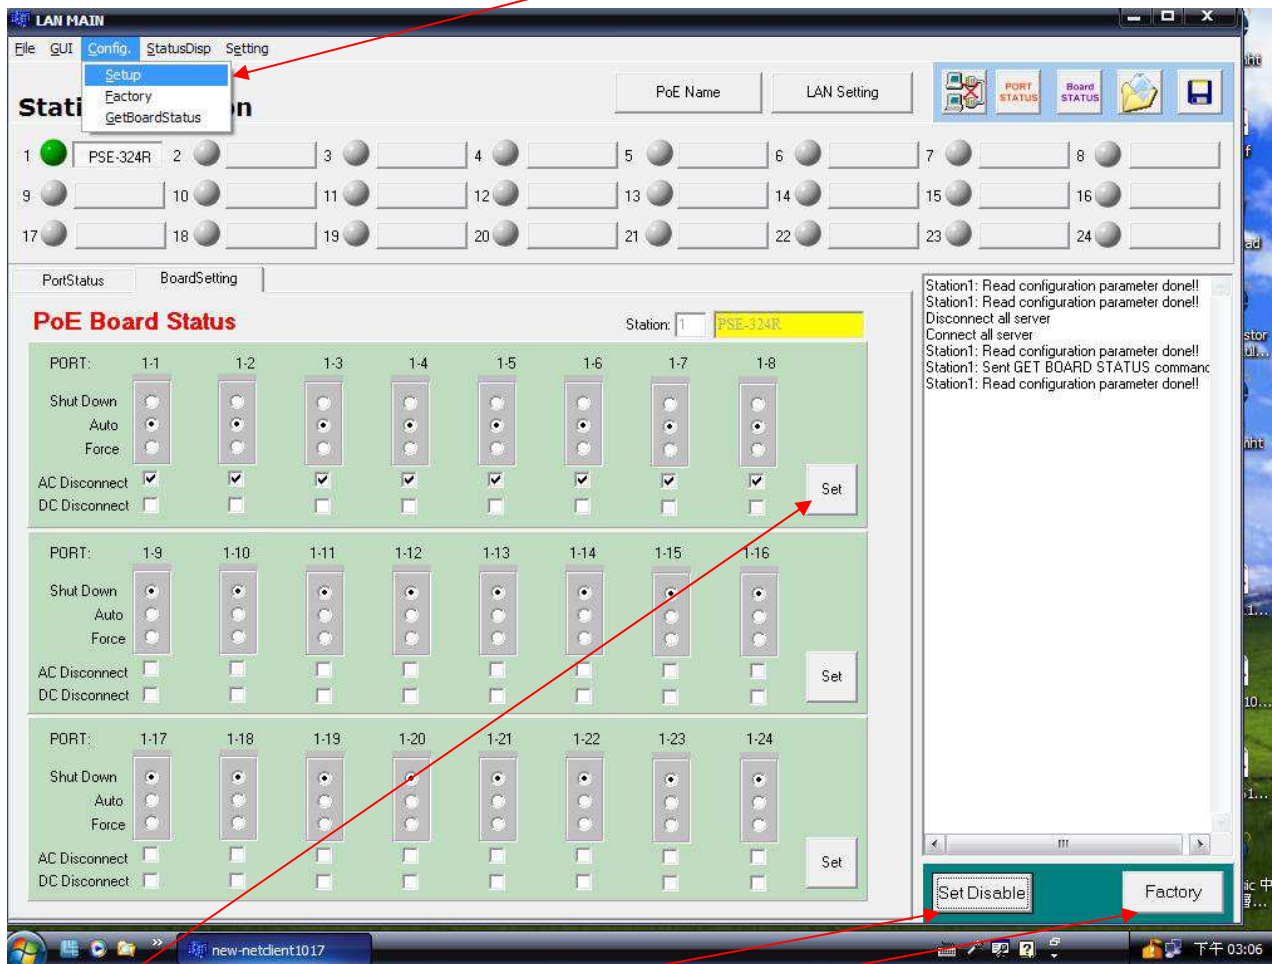 LAN MAIN
File GUI Config. StatusDisp Setting
Setup
Factory
GetBoardStatus
PoE Name
LAN Setting
PORT STATUS
Board STATUS
1 PSE-324R 2 3 4 5 6 7 8
9 10 11 12 13 14 15 16
17 18 19 20 21 22 23 24
PortStatus BoardSetting
PoE Board Status
Station: 1 PSE-324R
PORT: 1-1 1-2 1-3 1-4 1-5 1-6 1-7 1-8
Shut Down
Auto
Force
AC Disconnect
DC Disconnect
Set
PORT: 1-9 1-10 1-11 1-12 1-13 1-14 1-15 1-16
Shut Down
Auto
Force
AC Disconnect
DC Disconnect
Set
PORT: 1-17 1-18 1-19 1-20 1-21 1-22 1-23 1-24
Shut Down
Auto
Force
AC Disconnect
DC Disconnect
Set
Station1: Read configuration parameter done!!
Station1: Read configuration parameter done!!
Disconnect all server
Connect all server
Station1: Read configuration parameter done!!
Station1: Sent GET BOARD STATUS command
Station1: Read configuration parameter done!!
Set Disable
Factory
new-netclient1017
下午 03:06